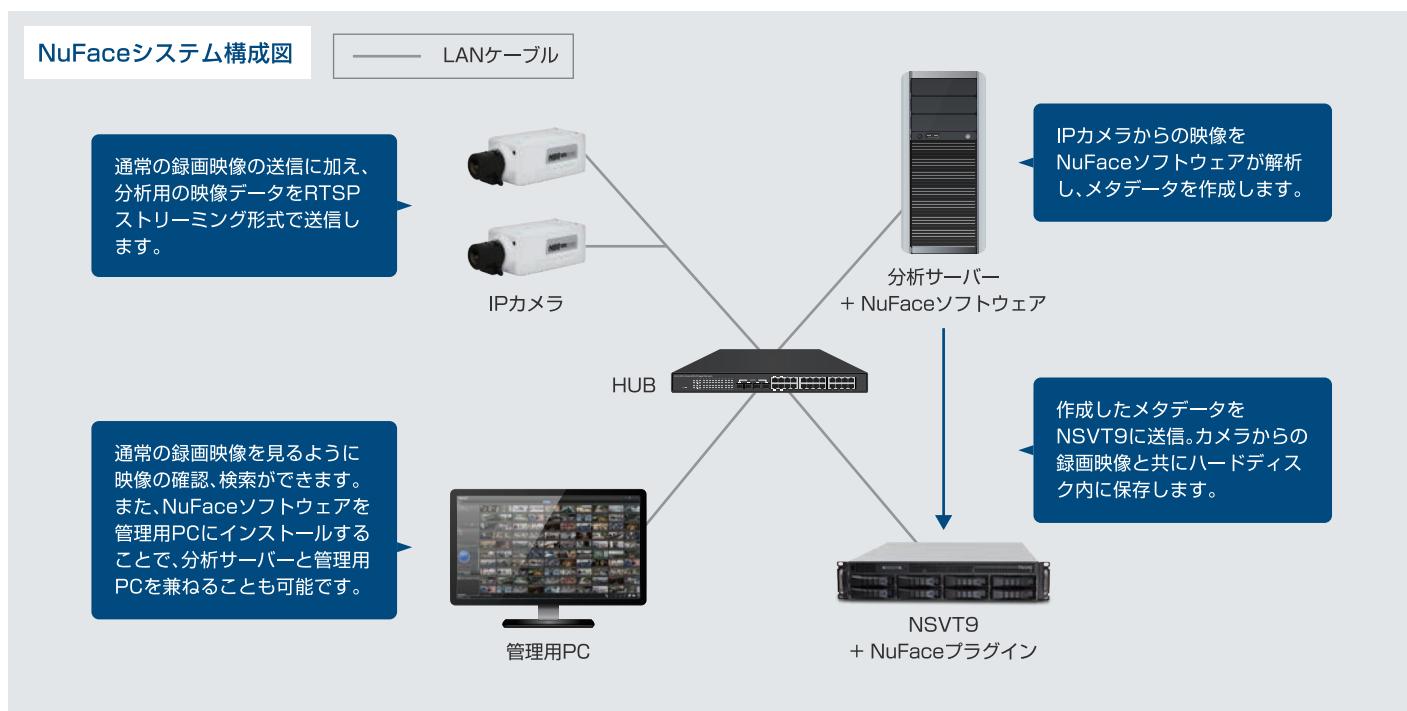 NuFaceシステム構成図
LANケーブル
通常の録画映像の送信に加え、
分析用の映像データをRTSP
ストリーミング形式で送信し
ます。
IPカメラ
IPカメラからの映像を
NuFaceソフトウェアが解析
し、メタデータを作成します。
分析サーバー
+ NuFaceソフトウェア
HUB
通常の録画映像を見るように
映像の確認、検索ができます。
また、NuFaceソフトウェアを
管理用PCにインストールする
ことで、分析サーバーと管理用
PCを兼ねることも可能です。
管理用PC
作成したメタデータを
NSVT9に送信。カメラからの
録画映像と共にハードディス
ク内に保存します。
NSVT9
+ NuFaceプラグイン